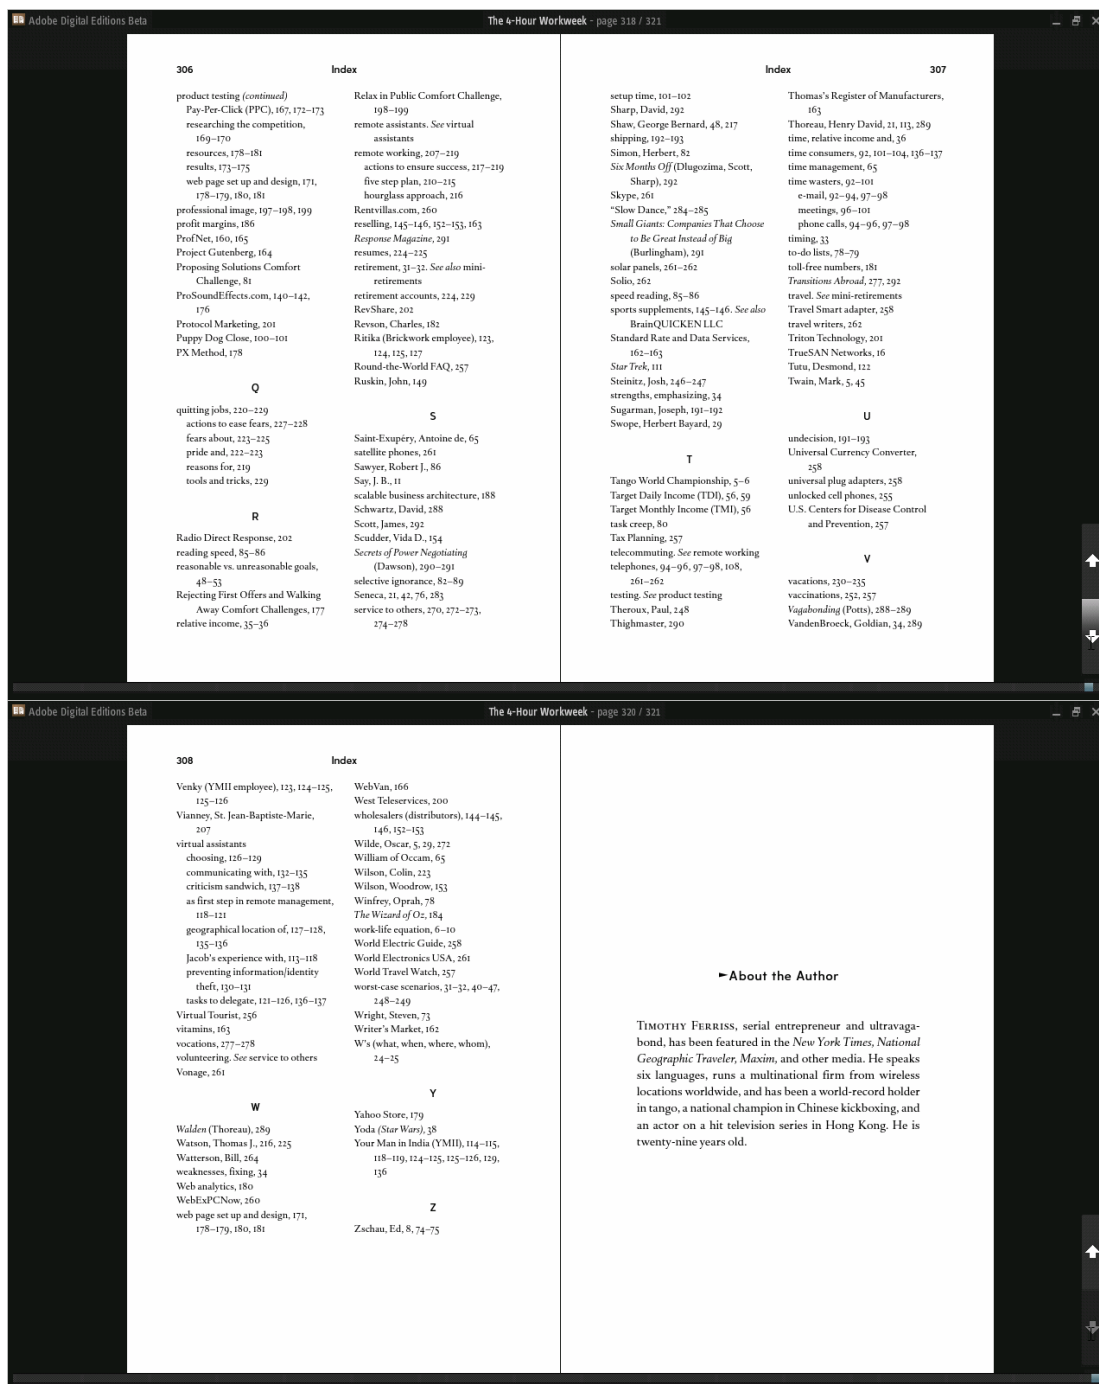 Adobe Digital Editions Beta
The 4-Hour Workweek - page 318 / 321
306
Index
product testing (continued)
Pay-Per-Click (PPC), 167, 172–173
researching the competition,
169–170
resources, 178–181
results, 173–175
web page set up and design, 171,
178–179, 180, 181
professional image, 197–198, 199
profit margins, 186
ProfNet, 160, 165
Project Gutenberg, 164
Proposing Solutions Comfort
Challenge, 81
ProSoundEffects.com, 140–142,
176
Protocol Marketing, 201
Puppy Dog Close, 100–101
PX Method, 178
Q
quitting jobs, 220–229
actions to ease fears, 227–228
fears about, 223–225
pride and, 222–223
reasons for, 219
tools and tricks, 229
R
Radio Direct Response, 202
reading speed, 85–86
reasonable vs. unreasonable goals,
48–53
Rejecting First Offers and Walking
Away Comfort Challenges, 177
relative income, 35–36
Relax in Public Comfort Challenge,
198–199
remote assistants. See virtual
assistants
remote working, 207–219
actions to ensure success, 217–219
five step plan, 210–215
hourglass approach, 216
Rentvillas.com, 260
reselling, 145–146, 152–153, 163
Response Magazine, 291
resumes, 224–225
retirement, 31–32. See also mini-
retirements
retirement accounts, 224, 229
RevShare, 202
Revson, Charles, 182
Ritika (Brickwork employee), 123,
124, 125, 127
Round-the-World FAQ, 257
Ruskin, John, 149
S
Saint-Exupéry, Antoine de, 65
satellite phones, 261
Sawyer, Robert J., 86
Say, J. B., 11
scalable business architecture, 188
Schwartz, David, 288
Scott, James, 292
Scudder, Vida D., 154
Secrets of Power Negotiating
(Dawson), 290–291
selective ignorance, 82–89
Seneca, 21, 42, 76, 283
service to others, 270, 272–273,
274–278
Index
307
setup time, 101–102
Sharp, David, 292
Shaw, George Bernard, 48, 217
shipping, 192–193
Simon, Herbert, 82
Six Months Off (Dlugozima, Scott,
Sharp), 292
Skype, 261
“Slow Dance,” 284–285
Small Giants: Companies That Choose
to Be Great Instead of Big
(Burlingham), 291
solar panels, 261–262
Solio, 262
speed reading, 85–86
sports supplements, 145–146. See also
BrainQUICKEN LLC
Standard Rate and Data Services,
162–163
Star Trek, 111
Steinitz, Josh, 246–247
strengths, emphasizing, 34
Sugarman, Joseph, 191–192
Swope, Herbert Bayard, 29
T
Tango World Championship, 5–6
Target Daily Income (TDI), 56, 59
Target Monthly Income (TMI), 56
task creep, 80
Tax Planning, 257
telecommuting. See remote working
telephones, 94–96, 97–98, 108,
261–262
testing. See product testing
Theroux, Paul, 248
Thighmaster, 290
Thomas's Register of Manufacturers,
163
Thoreau, Henry David, 21, 113, 289
time, relative income and, 36
time consumers, 92, 101–104, 136–137
time management, 65
time wasters, 92–101
e-mail, 92–94, 97–98
meetings, 96–101
phone calls, 94–96, 97–98
timing, 33
to-do lists, 78–79
toll-free numbers, 181
Transitions Abroad, 277, 292
travel. See mini-retirements
Travel Smart adapter, 258
travel writers, 262
Triton Technology, 201
TrueSAN Networks, 16
Tutu, Desmond, 122
Twain, Mark, 5, 45
U
undecision, 191–193
Universal Currency Converter,
258
universal plug adapters, 258
unlocked cell phones, 255
U.S. Centers for Disease Control
and Prevention, 257
V
vacations, 230–235
vaccinations, 252, 257
Vagabonding (Potts), 288–289
VandenBroeck, Goldian, 34, 289
Adobe Digital Editions Beta
The 4-Hour Workweek - page 320 / 321
308
Index
Venky (YMII employee), 123, 124–125,
125–126
Vianney, St. Jean-Baptiste-Marie,
207
virtual assistants
choosing, 126–129
communicating with, 132–135
criticism sandwich, 137–138
as first step in remote management,
118–121
geographical location of, 127–128,
135–136
Jacob's experience with, 113–118
preventing information/identity
theft, 130–131
tasks to delegate, 121–126, 136–137
Virtual Tourist, 256
vitamins, 163
vocations, 277–278
volunteering. See service to others
Vonage, 261
W
Walden (Thoreau), 289
Watson, Thomas J., 216, 225
Watterson, Bill, 264
weaknesses, fixing, 34
Web analytics, 180
WebExPCNow, 260
web page set up and design, 171,
178–179, 180, 181
WebVan, 166
West Teleservices, 200
wholesalers (distributors), 144–145,
146, 152–153
Wilde, Oscar, 5, 29, 272
William of Occam, 65
Wilson, Colin, 223
Wilson, Woodrow, 153
Winfrey, Oprah, 78
The Wizard of Oz, 184
work-life equation, 6–10
World Electric Guide, 258
World Electronics USA, 261
World Travel Watch, 257
worst-case scenarios, 31–32, 40–47,
248–249
Wright, Steven, 73
Writer's Market, 162
W's (what, when, where, whom),
24–25
Y
Yahoo Store, 179
Yoda (Star Wars), 38
Your Man in India (YMII), 114–115,
118–119, 124–125, 125–126, 129,
136
Z
Zschau, Ed, 8, 74–75
About the Author
TIMOTHY FERRISS, serial entrepreneur and ultravaga-
bond, has been featured in the New York Times, National
Geographic Traveler, Maxim, and other media. He speaks
six languages, runs a multinational firm from wireless
locations worldwide, and has been a world-record holder
in tango, a national champion in Chinese kickboxing, and
an actor on a hit television series in Hong Kong. He is
twenty-nine years old.